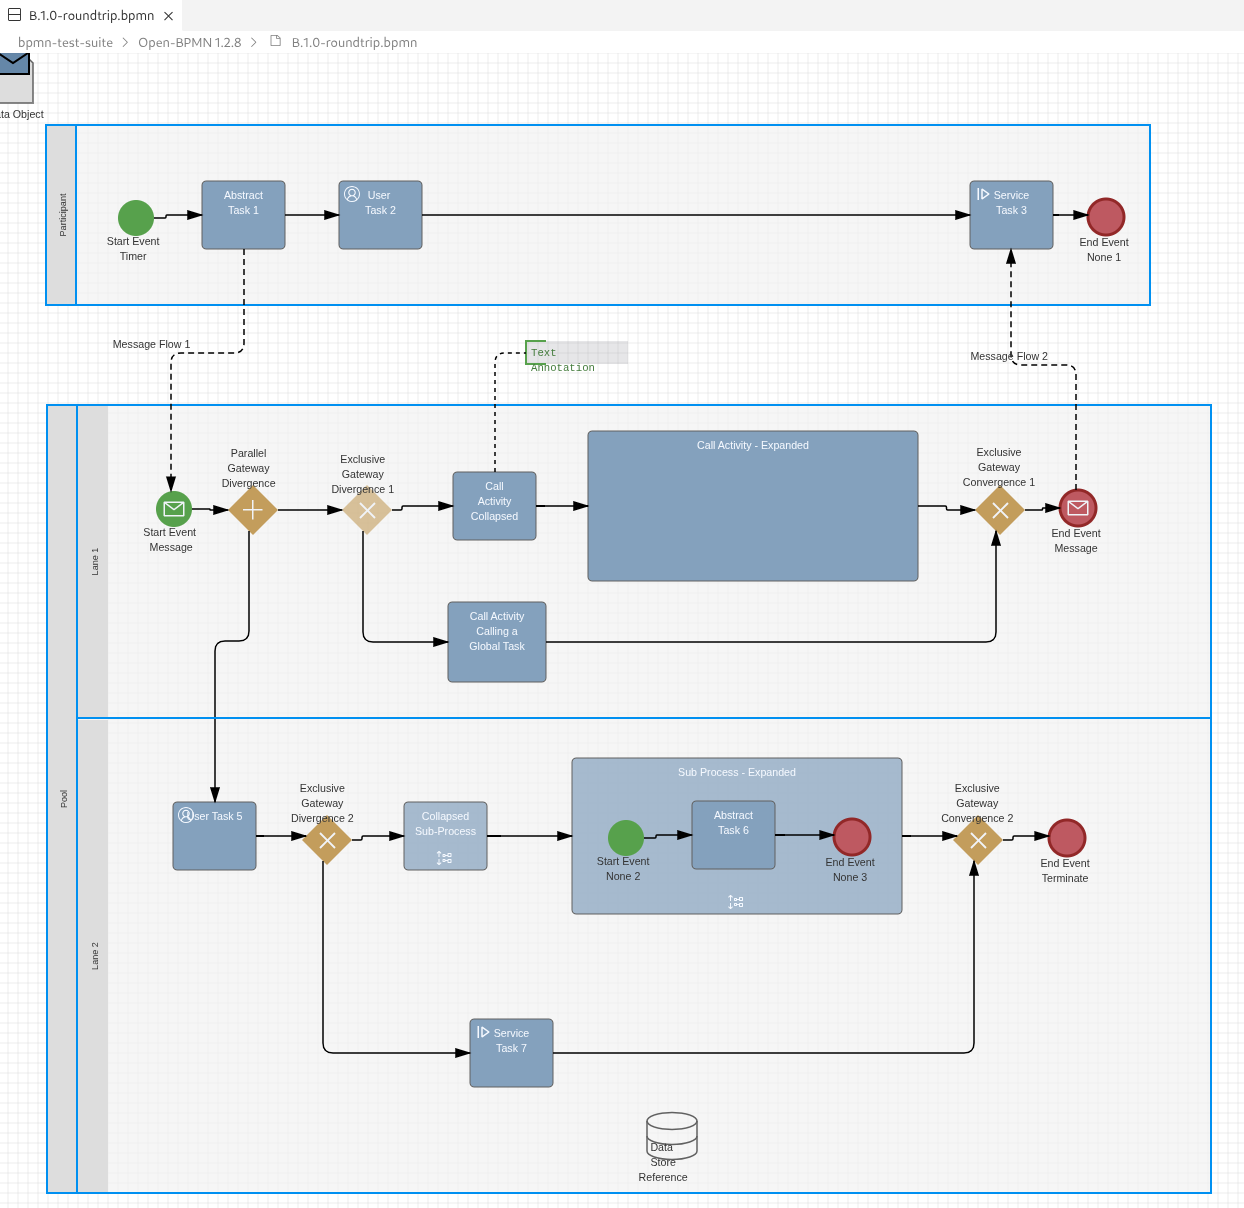 B.1.0-roundtrip.bpmn
bpmn-test-suite > Open-BPMN 1.2.8 > B.1.0-roundtrip.bpmn
ta Object
Participant
Start Event
Timer
Abstract
Task 1
User
Task 2
Service
Task 3
End Event
None 1
Message Flow 1
Text
Annotation
Message Flow 2
Pool
Lane 1
Start Event
Message
Parallel
Gateway
Divergence
Exclusive
Gateway
Divergence 1
Call
Activity
Collapsed
Call Activity - Expanded
Exclusive
Gateway
Convergence 1
End Event
Message
Call Activity
Calling a
Global Task
Lane 2
User Task 5
Exclusive
Gateway
Divergence 2
Collapsed
Sub-Process
Sub Process - Expanded
Start Event
None 2
Abstract
Task 6
End Event
None 3
Exclusive
Gateway
Convergence 2
End Event
Terminate
Service
Task 7
Data
Store
Reference